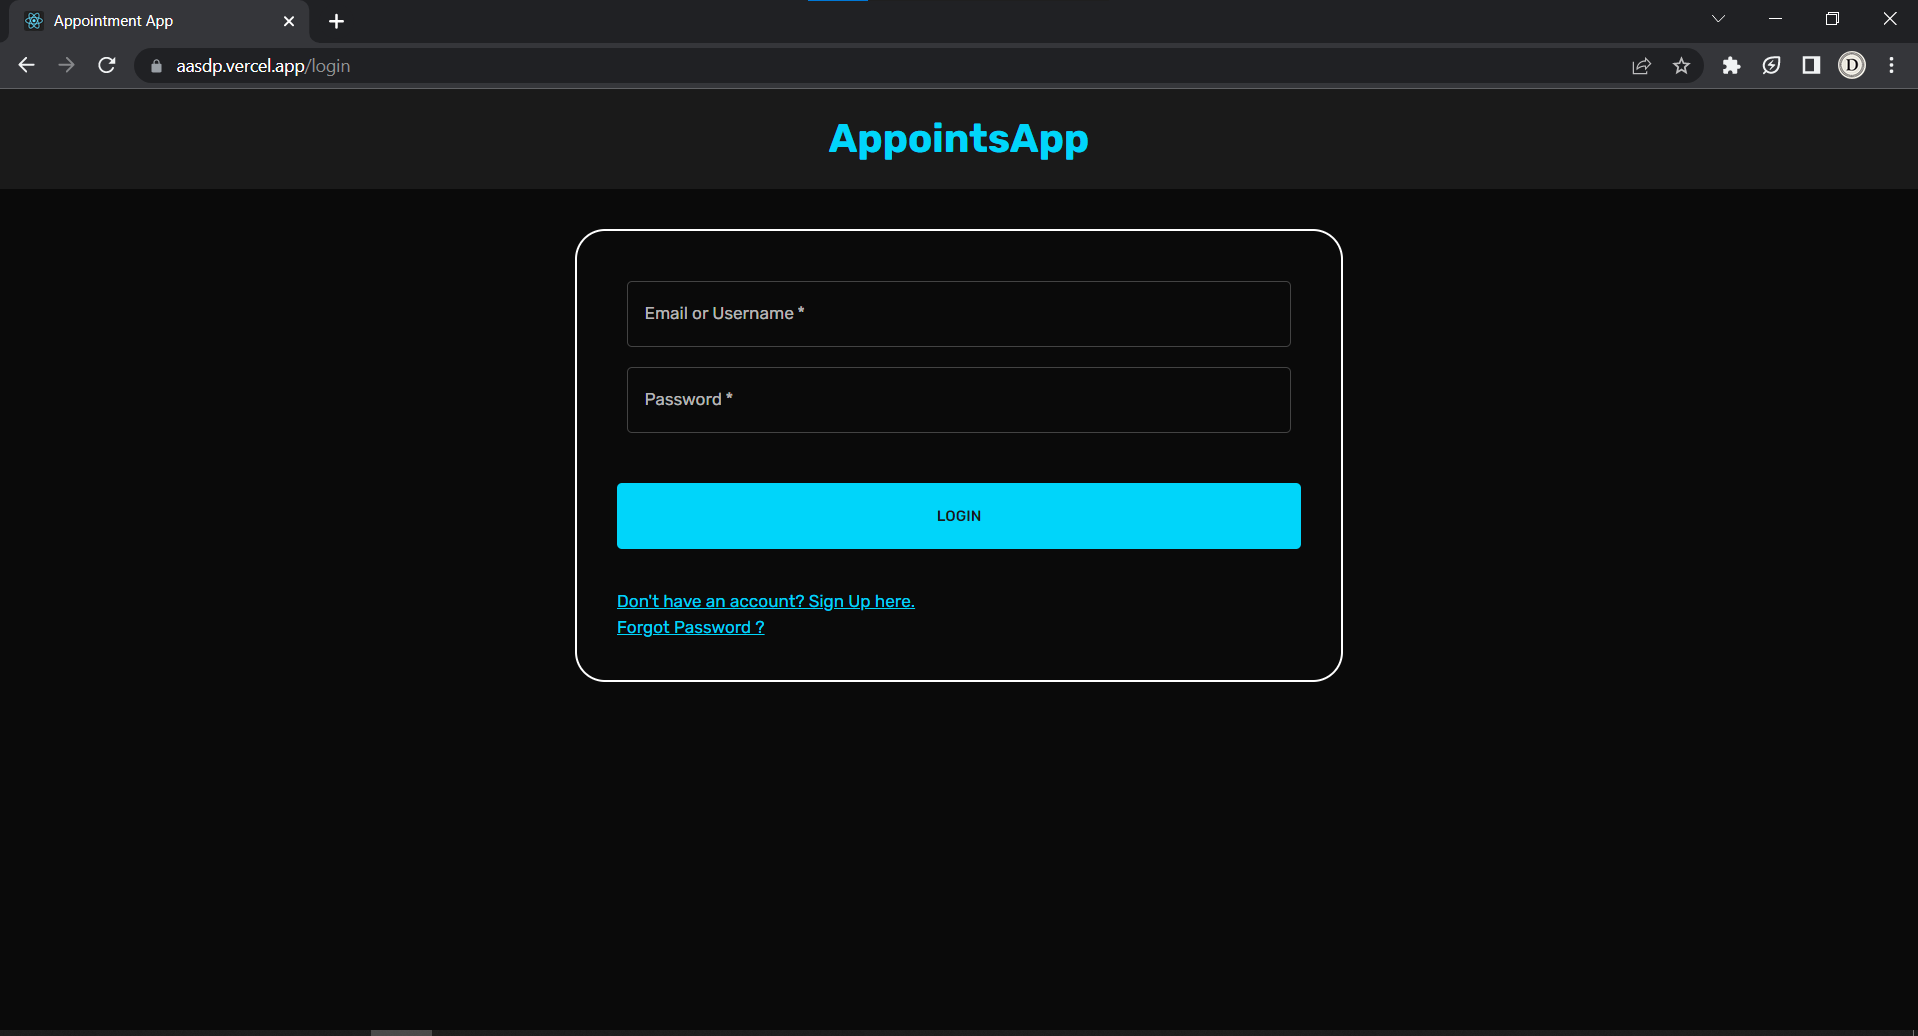 Appointment App
aasdp.vercel.app/login
D
AppointsApp
Email or Username *
Password *
LOGIN
Don't have an account? Sign Up here.
Forgot Password ?